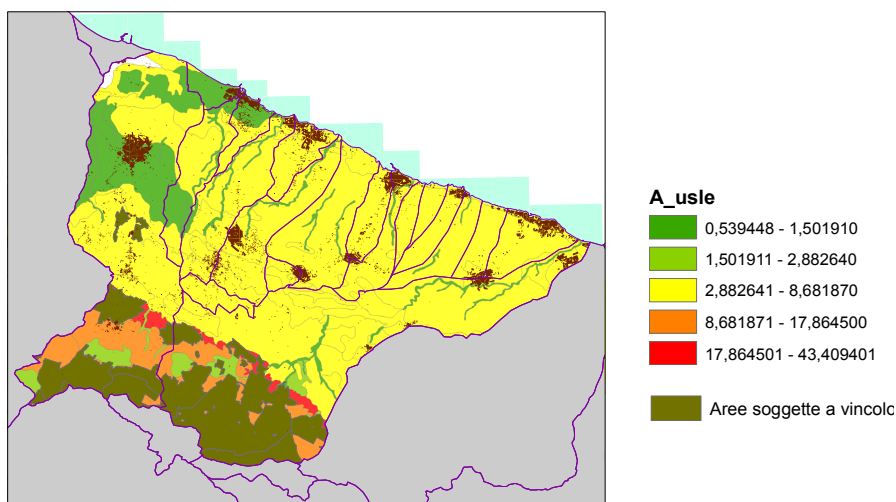 A_usle
0,539448 - 1,501910
1,501911 - 2,882640
2,882641 - 8,681870
8,681871 - 17,864500
17,864501 - 43,409401
Aree soggette a vincolo